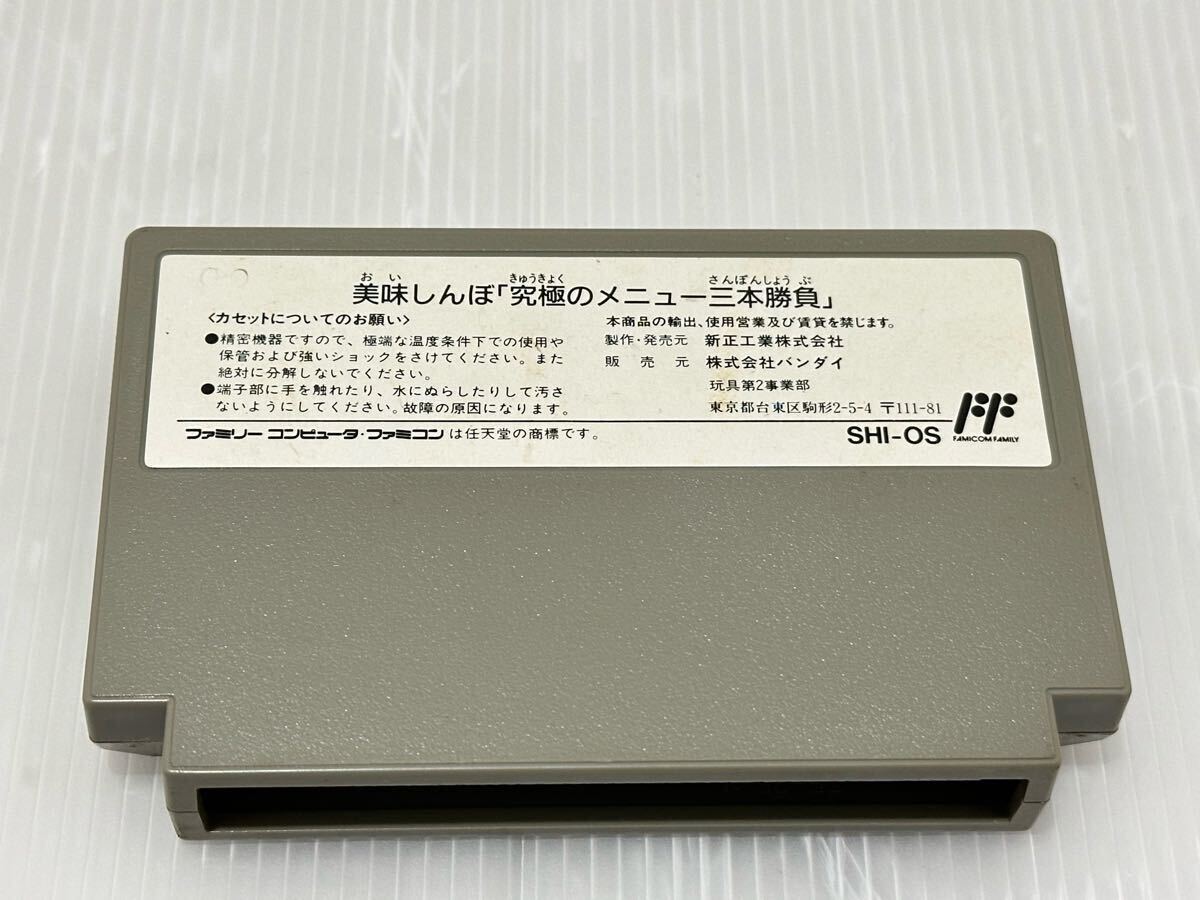 おい きゅうきょく さんぼんしょうぶ
美味しんぼ「究極のメニュー三本勝負」
〈カセットについてのお願い〉
●精密機器ですので、極端な温度条件下での使用や
保管および強いショックをさけてください。また
絶対に分解しないでください。
●端子部に手を触れたり、水にぬらしたりして汚さ
ないようにしてください。故障の原因になります。
ファミリーコンピュータ・ファミコンは任天堂の商標です。
本商品の輸出、使用営業及び賃貸を禁じます。
製作・発売元 新正工業株式会社
販売元 株式会社バンダイ
玩具第2事業部
東京都台東区駒形2-5-4 〒111-81
SHI-OS
FAMICOM FAMILY